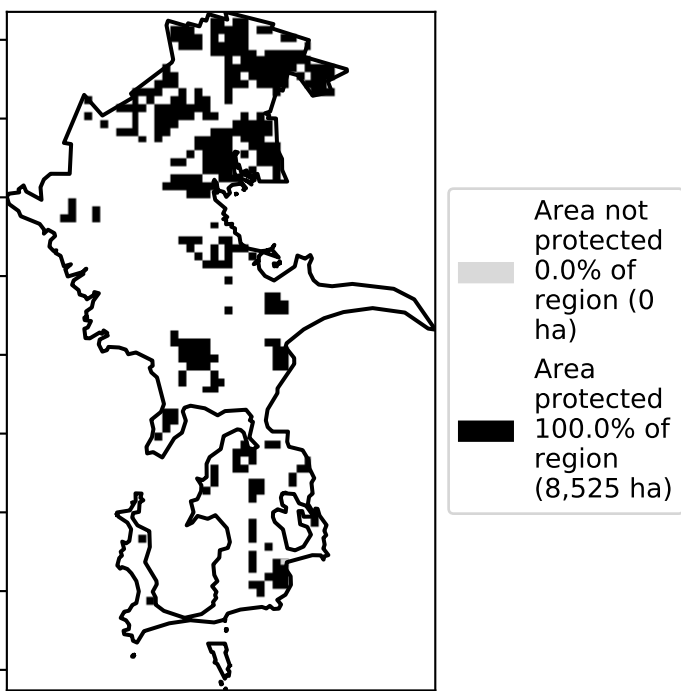 Area not
protected
0.0% of
region (0
ha)
Area
protected
100.0% of
region
(8,525 ha)